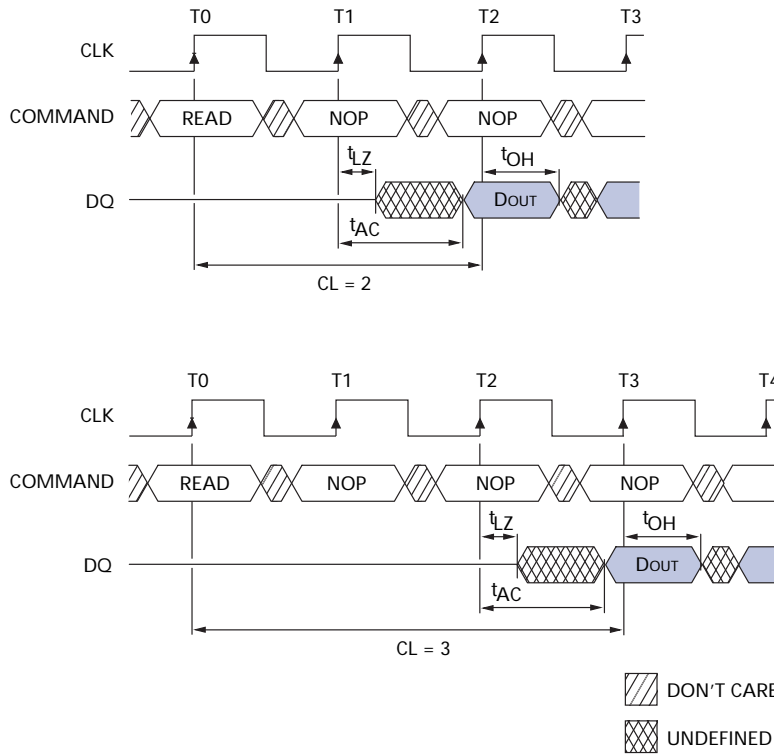 T0 T1 T2 T3
CLK
COMMAND READ NOP NOP
tLZ tOH
DQ DOUT
tAC
CL = 2
T0 T1 T2 T3 T4
CLK
COMMAND READ NOP NOP NOP
tLZ tOH
DQ DOUT
tAC
CL = 3
DON'T CARE
UNDEFINED